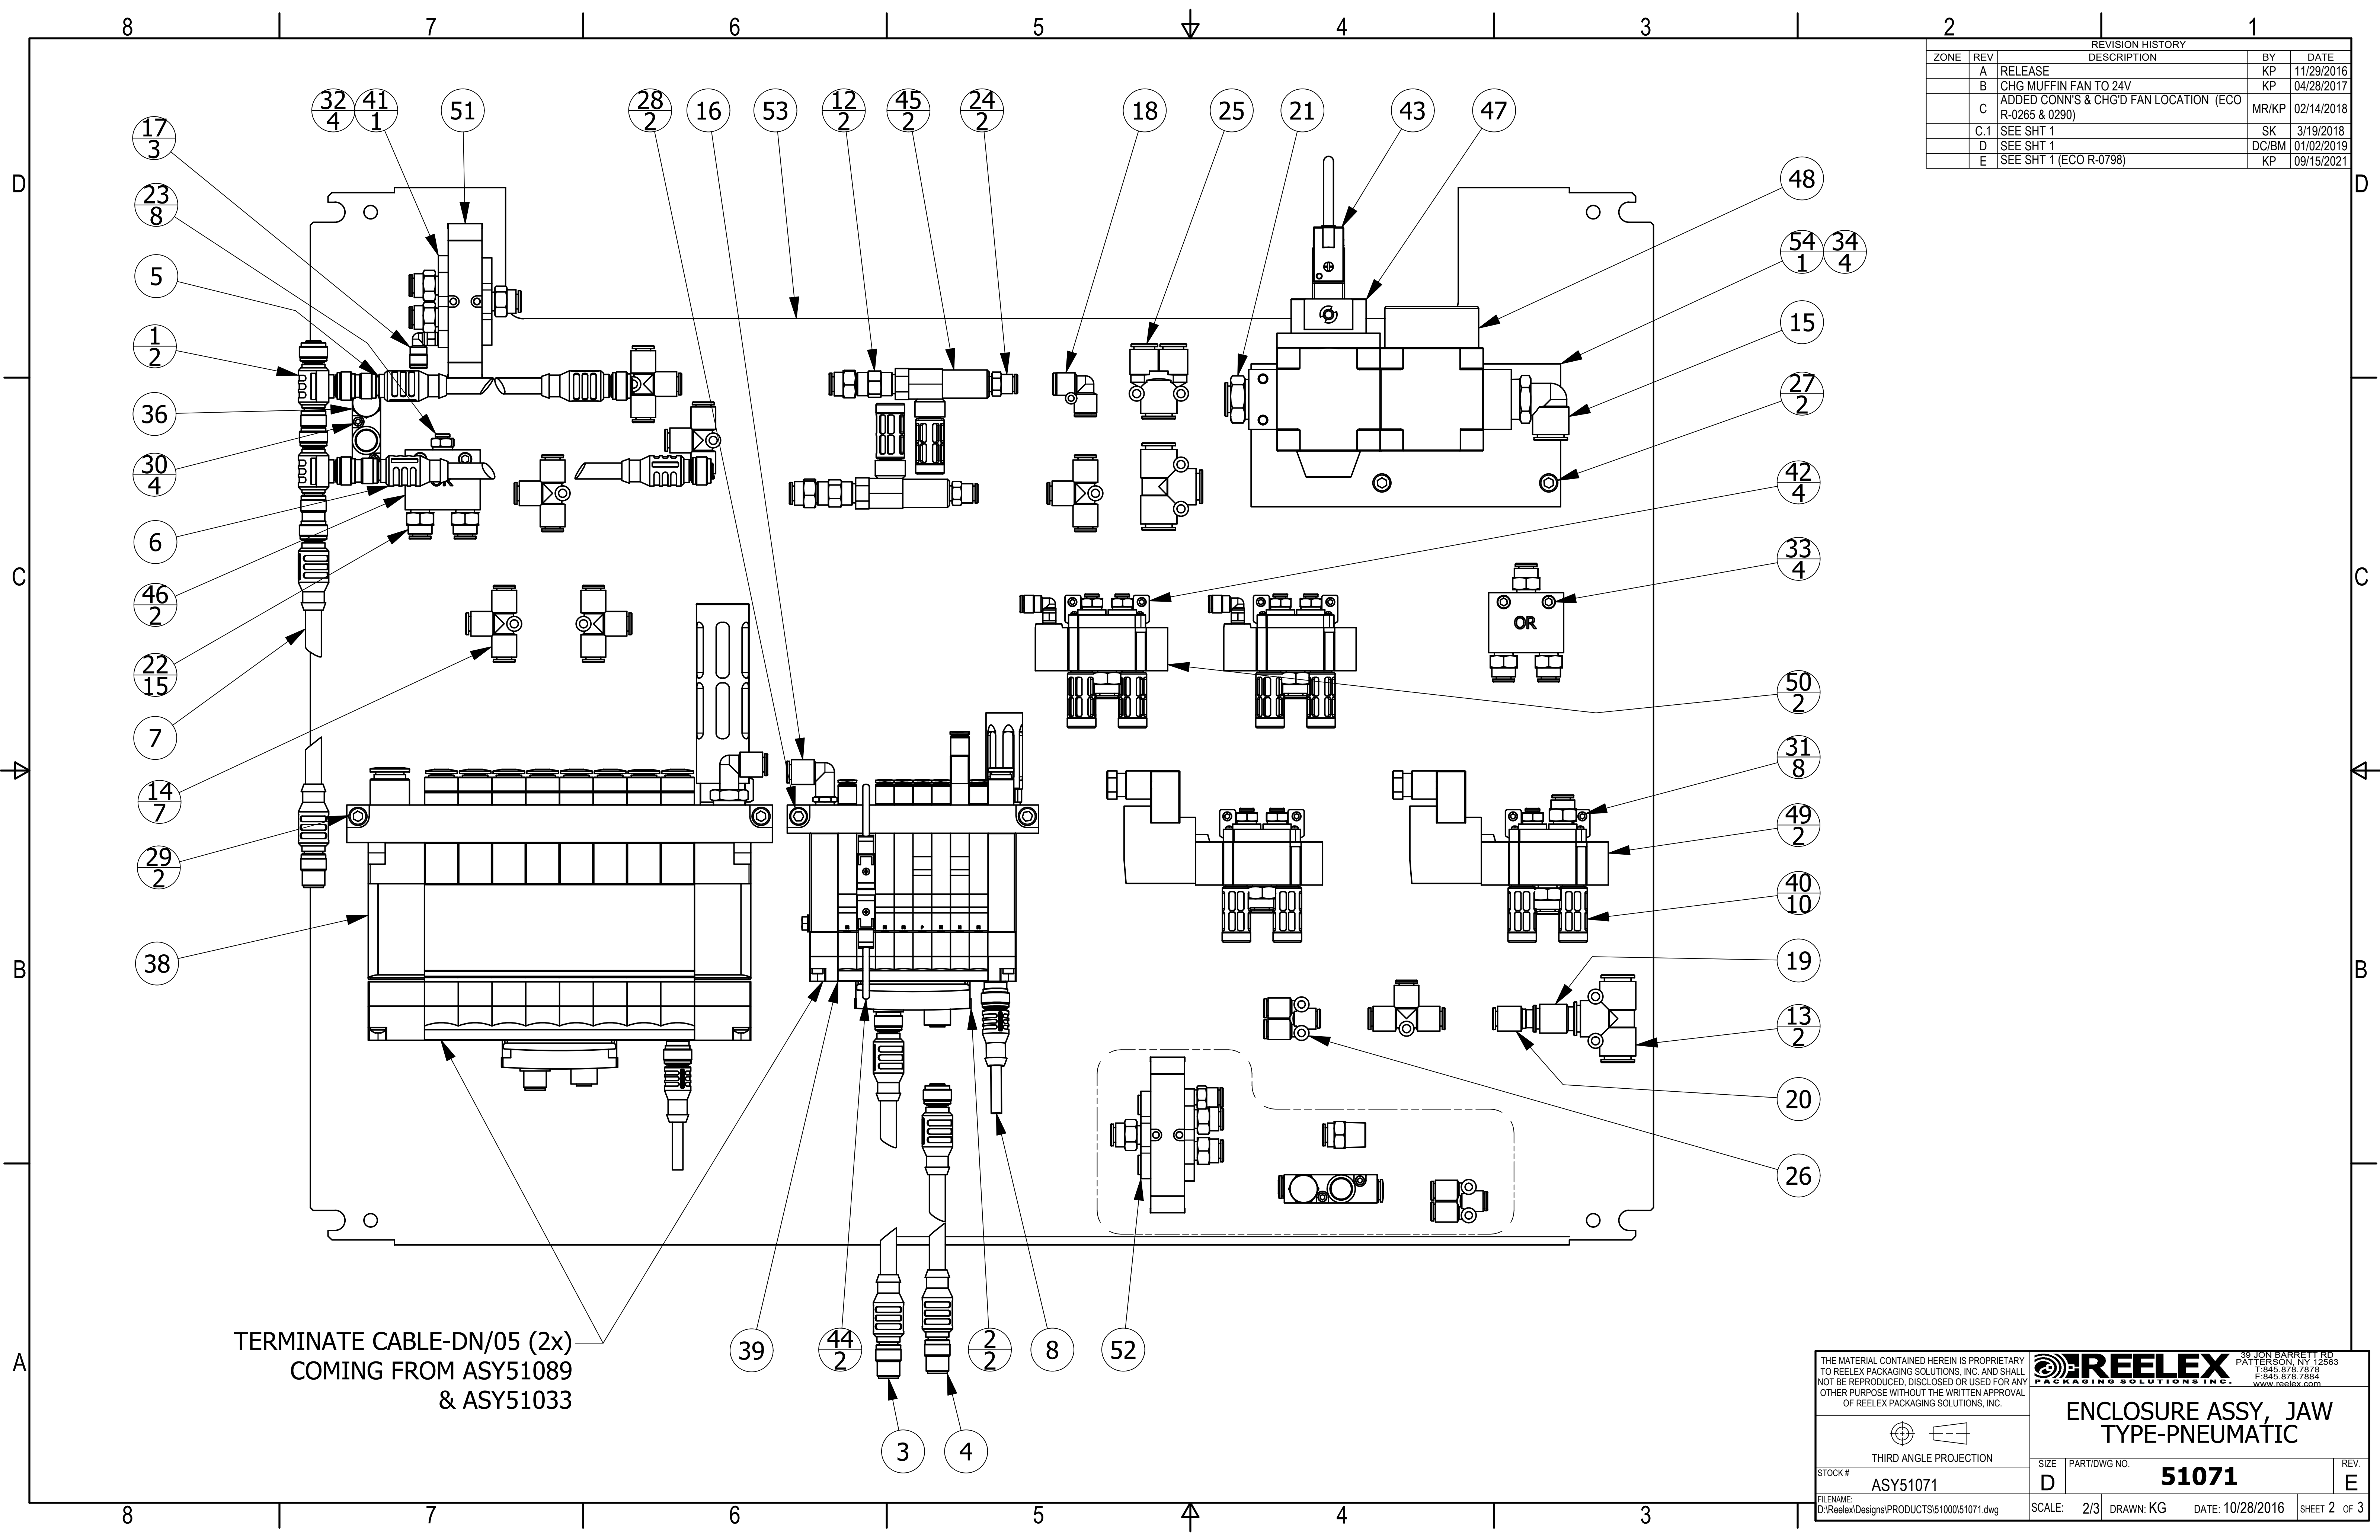 8 7 6 5 4 3 2 1
REVISION HISTORY
ZONE REV DESCRIPTION BY DATE
A RELEASE KP 11/29/2016
B CHG MUFFIN FAN TO 24V KP 04/28/2017
C ADDED CONN'S & CHG'D FAN LOCATION (ECO R-0265 & 0290) MR/KP 02/14/2018
C.1 SEE SHT 1 SK 3/19/2018
D SEE SHT 1 DC/BM 01/02/2019
E SEE SHT 1 (ECO R-0798) KP 09/15/2021
D
D
C
C
B
B
A
32
4
41
1
51
28
2
16
53
12
2
45
2
24
2
18
25
21
43
47
17
3
23
8
5
1
2
36
30
4
6
46
2
22
15
7
14
7
29
2
38
48
54
1
34
4
15
27
2
42
4
33
4
50
2
31
8
49
2
40
10
19
13
2
20
26
OR
OR
TERMINATE CABLE-DN/05 (2x)
COMING FROM ASY51089
& ASY51033
39
44
2
2
2
8
52
3
4
THE MATERIAL CONTAINED HEREIN IS PROPRIETARY
TO REELEX PACKAGING SOLUTIONS, INC. AND SHALL
NOT BE REPRODUCED, DISCLOSED OR USED FOR ANY
OTHER PURPOSE WITHOUT THE WRITTEN APPROVAL
OF REELEX PACKAGING SOLUTIONS, INC.
REELEX
PACKAGING SOLUTIONS INC.
39 JON BARRETT RD
PATTERSON, NY 12563
T:845.878.7878
F:845.878.7884
www.reelex.com
ENCLOSURE ASSY, JAW
TYPE-PNEUMATIC
THIRD ANGLE PROJECTION
STOCK #
ASY51071
SIZE
D
PART/DWG NO.
51071
REV.
E
FILENAME:
D:\Reelex\Designs\PRODUCTS\51000\51071.dwg
SCALE: 2/3 DRAWN: KG DATE: 10/28/2016 SHEET 2 OF 3
8 7 6 5 4 3